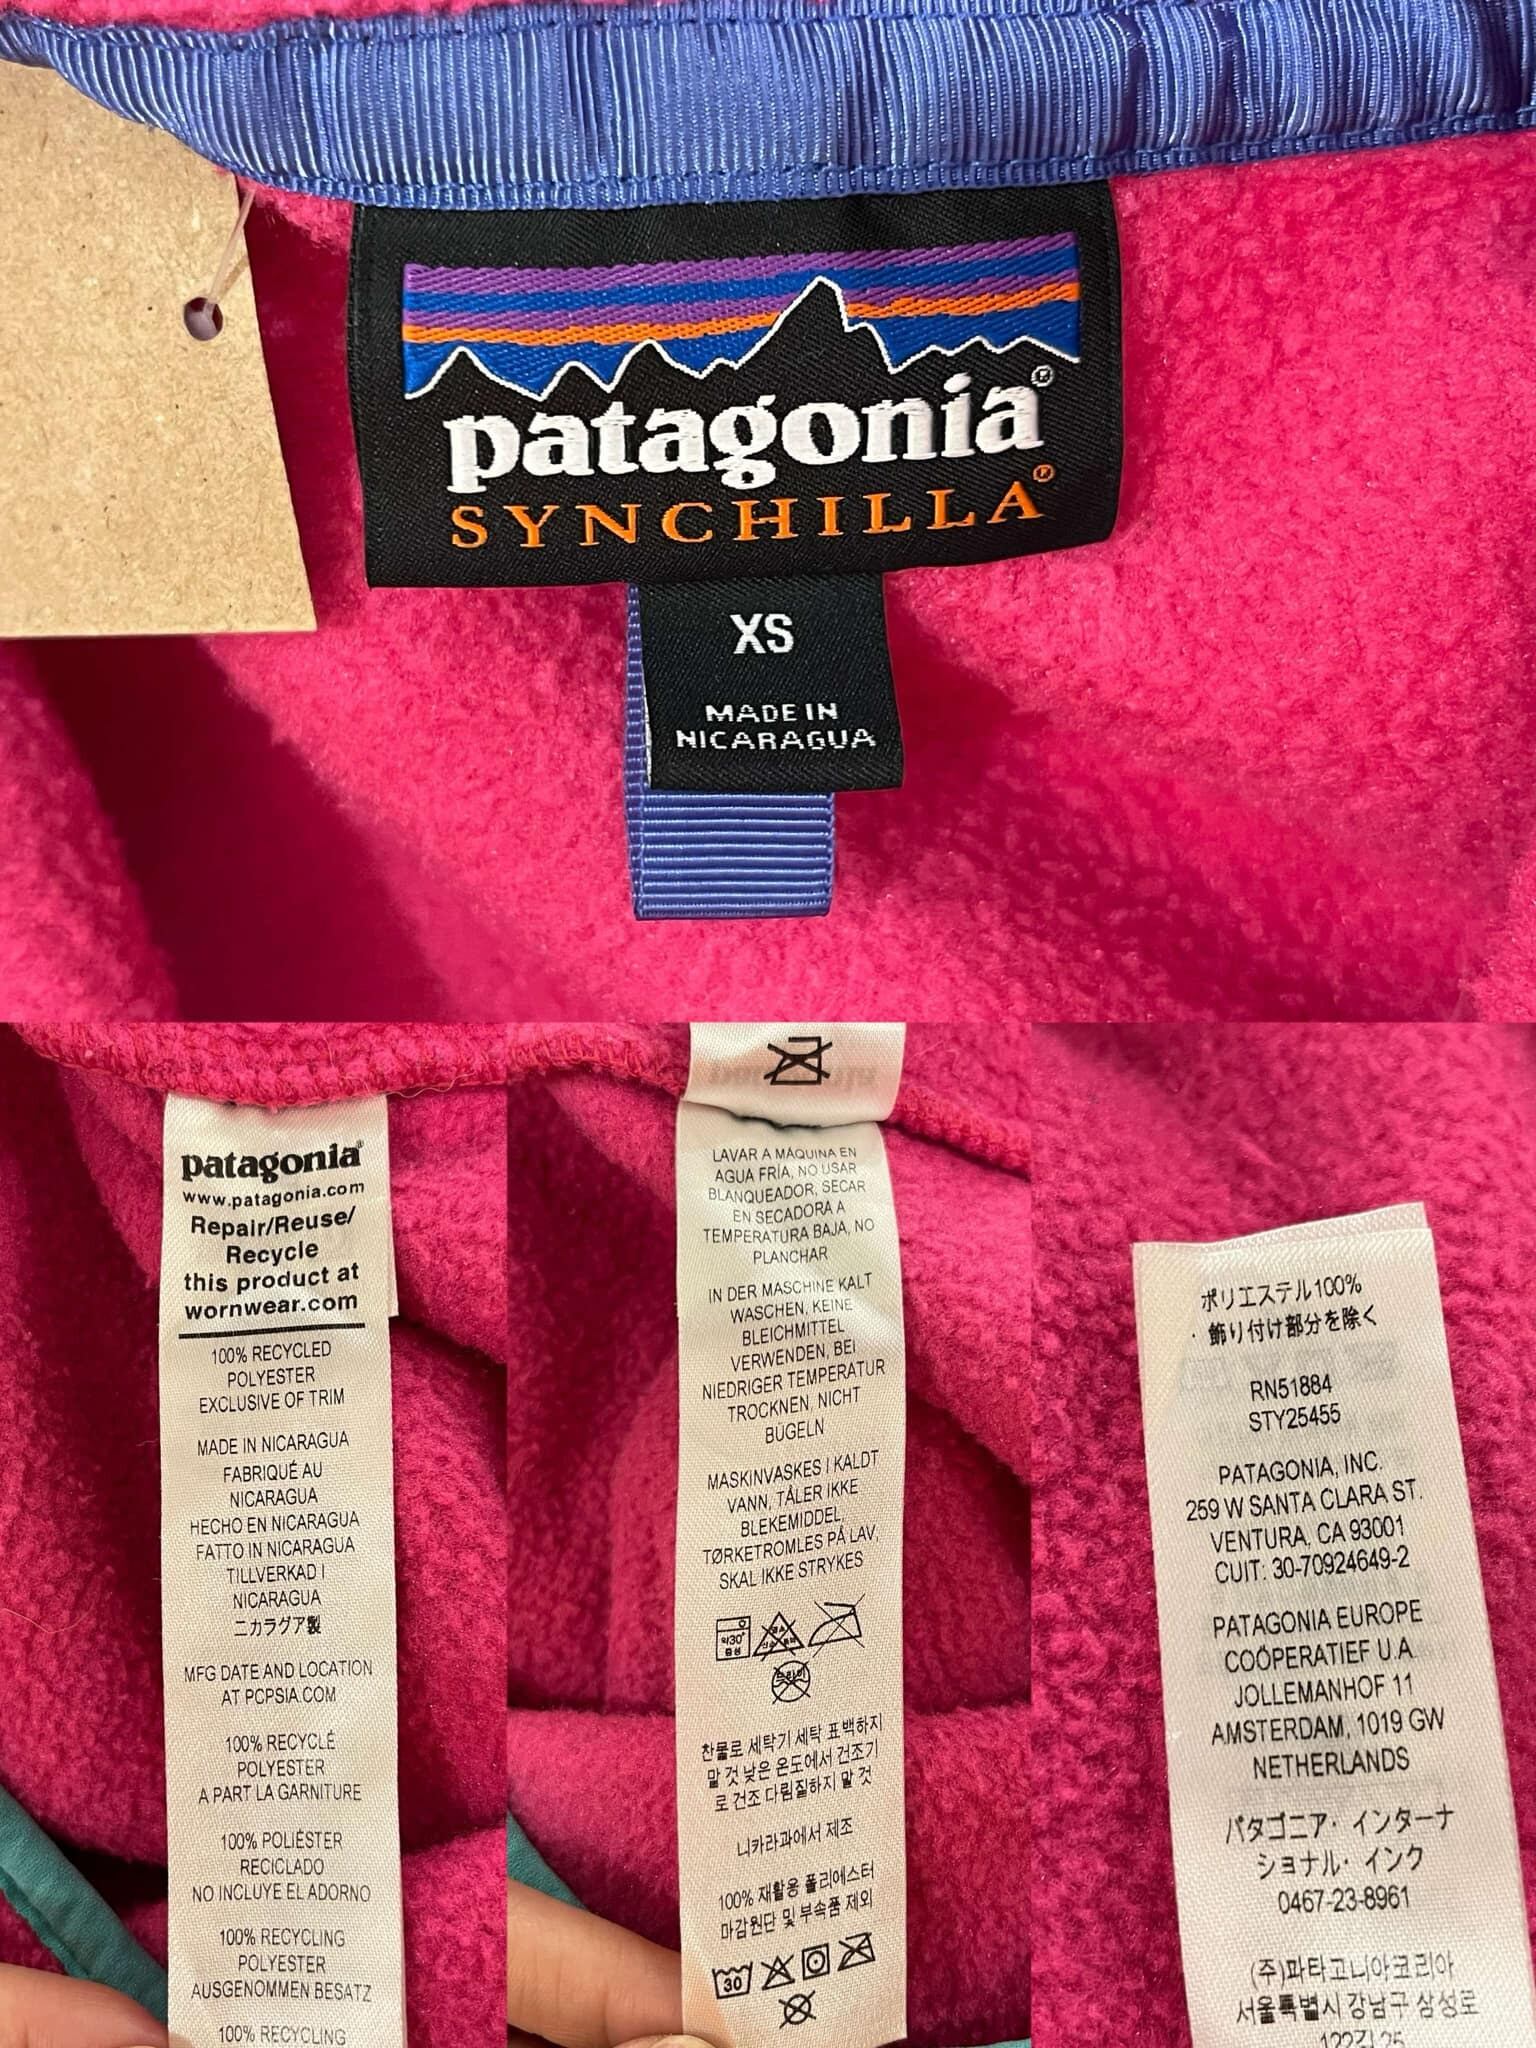 patagonia®
SYNCHILLA®
XS
MADE IN
NICARAGUA
patagonia®
www.patagonia.com
Repair/Reuse/
Recycle
this product at
wornwear.com
100% RECYCLED
POLYESTER
EXCLUSIVE OF TRIM
MADE IN NICARAGUA
FABRIQUÉ AU
NICARAGUA
HECHO EN NICARAGUA
FATTO IN NICARAGUA
TILLVERKAD I
NICARAGUA
ニカラグア製
MFG DATE AND LOCATION
AT PCPSIA.COM
100% RECYCLÉ
POLYESTER
A PART LA GARNITURE
100% POLIÉSTER
RECICLADO
NO INCLUYE EL ADORNO
100% RECYCLING
POLYESTER
AUSGENOMMEN BESATZ
100% RECYCLING
LAVAR A MÁQUINA EN
AGUA FRÍA, NO USAR
BLANQUEADOR, SECAR
EN SECADORA A
TEMPERATURA BAJA, NO
PLANCHAR
IN DER MASCHINE KALT
WASCHEN, KEINE
BLEICHMITTEL
VERWENDEN, BEI
NIEDRIGER TEMPERATUR
TROCKNEN, NICHT
BÜGELN
MASKINVASKES I KALDT
VANN, TÅLER IKKE
BLEKEMIDDEL,
TØRKETROMLES PÅ LAV,
SKAL IKKE STRYKES
약30°
중성
드라이
찬물로 세탁기 세탁 표백하지
말 것 낮은 온도에서 건조기
로 건조 다림질하지 말 것
니카라과에서 제조
100% 재활용 폴리에스터
마감원단 및 부속품 제외
30
ポリエステル100%
・飾り付け部分を除く
RN51884
STY25455
PATAGONIA, INC.
259 W SANTA CLARA ST.
VENTURA, CA 93001
CUIT: 30-70924649-2
PATAGONIA EUROPE
COÖPERATIEF U.A.
JOLLEMANHOF 11
AMSTERDAM, 1019 GW
NETHERLANDS
パタゴニア・インターナ
ショナル・インク
0467-23-8961
(주)파타고니아코리아
서울특별시 강남구 삼성로
122길 25